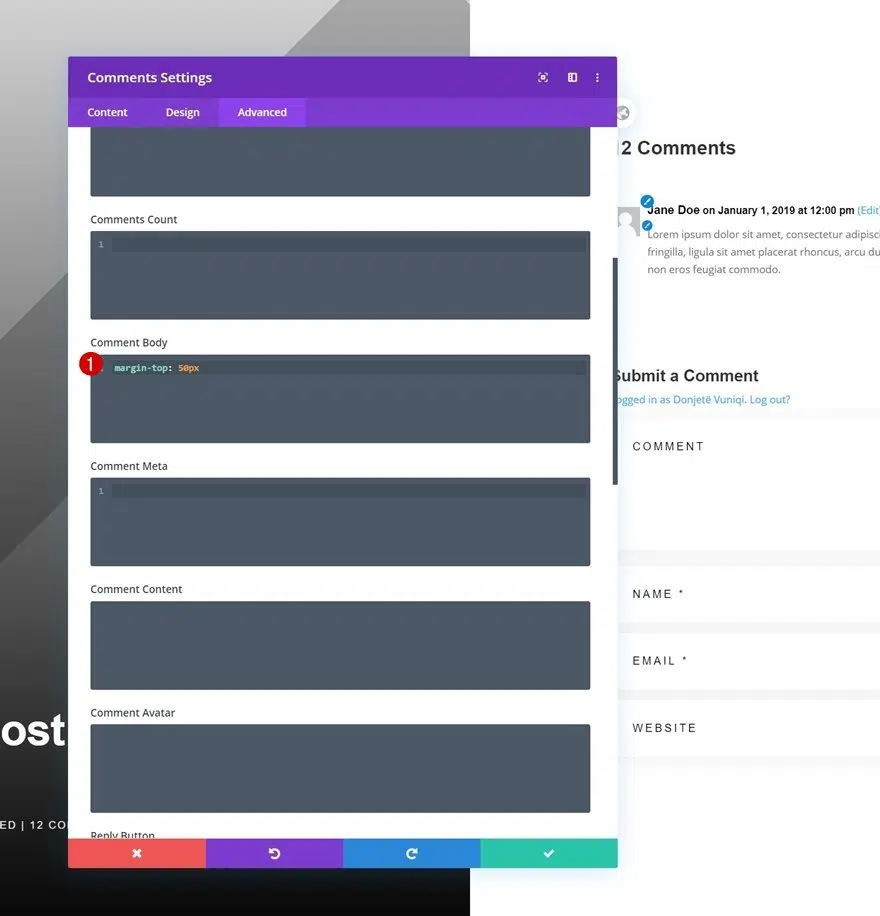 Comments Settings
Content Design Advanced
Comments Count
1
Comment Body
1
margin-top: 50px
Comment Meta
1
Comment Content
Comment Avatar
Reply Button
ost
ED | 12 CO
2 Comments
Jane Doe on January 1, 2019 at 12:00 pm (Edit
Lorem ipsum dolor sit amet, consectetur adipisci
fringilla, ligula sit amet placerat rhoncus, arcu du
non eros feugiat commodo.
Submit a Comment
ogged in as Donjetë Vuniqi. Log out?
COMMENT
NAME *
EMAIL *
WEBSITE